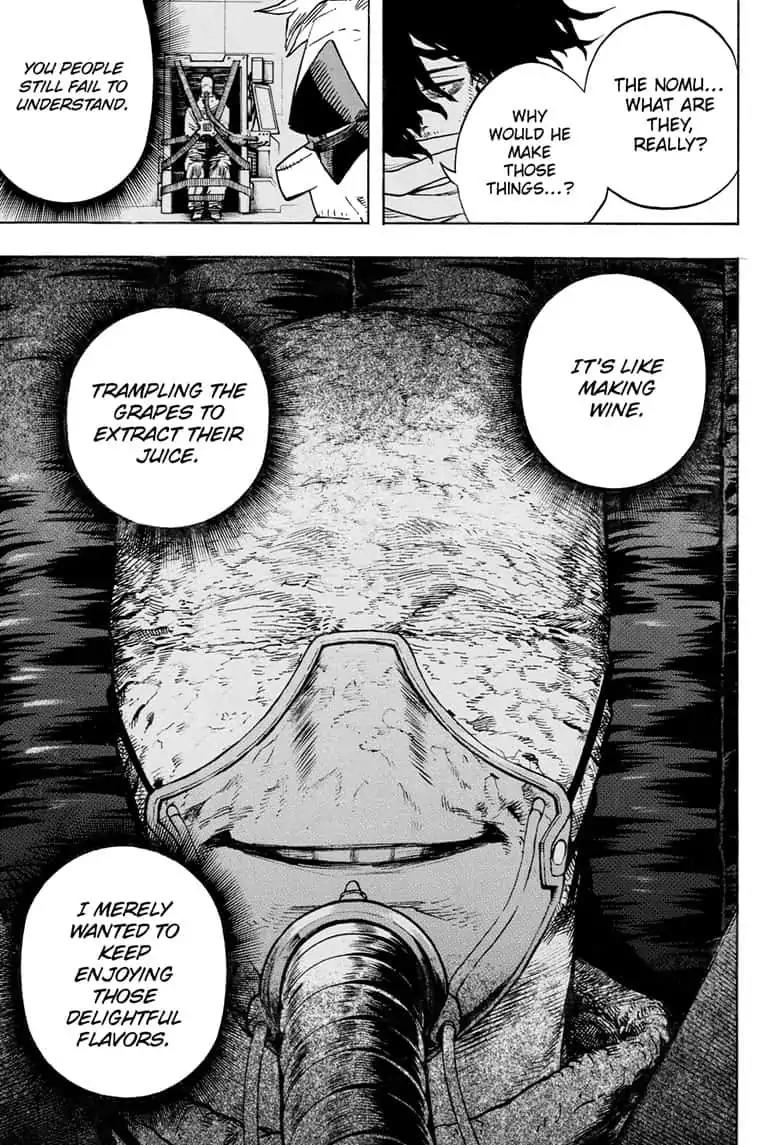 THE NOMU...
WHAT ARE
THEY,
REALLY?
WHY
WOULD HE
MAKE
THOSE
THINGS...?
YOU PEOPLE
STILL FAIL TO
UNDERSTAND.
IT'S LIKE
MAKING
WINE.
TRAMPLING THE
GRAPES TO
EXTRACT THEIR
JUICE.
I MERELY
WANTED TO
KEEP
ENJOYING
THOSE
DELIGHTFUL
FLAVORS.